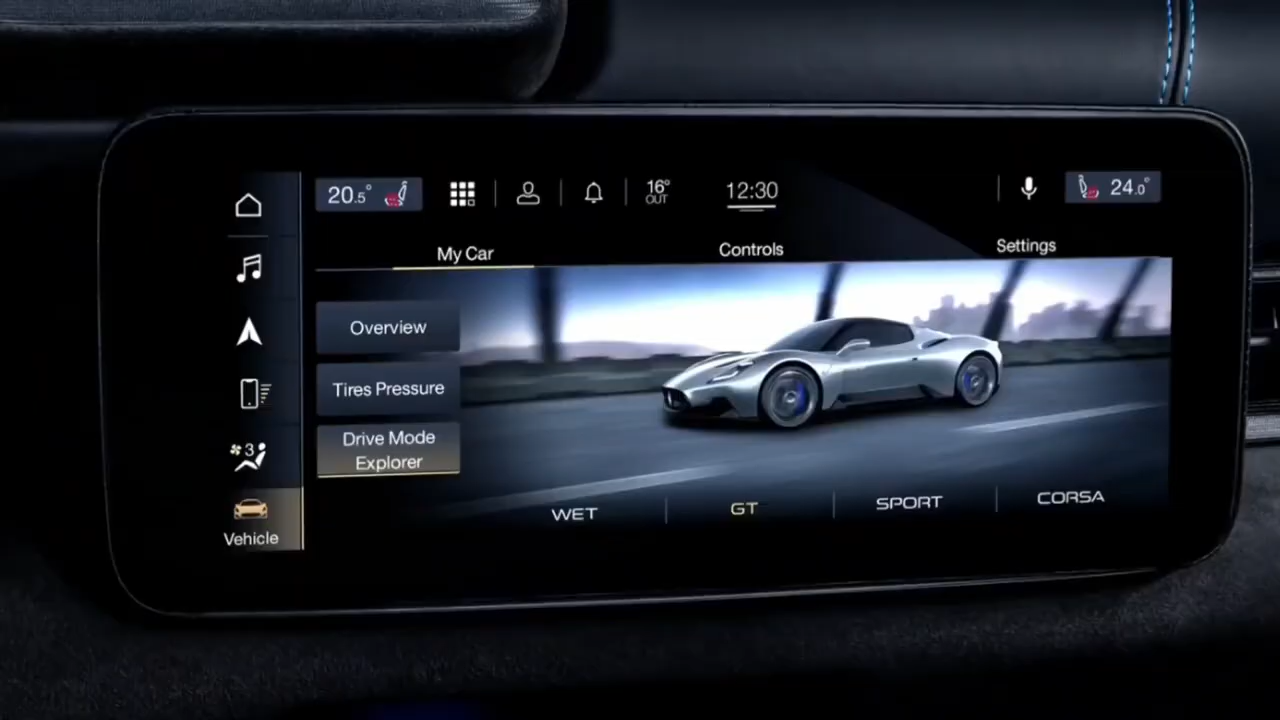 20.5°
16°
OUT
12:30
24.0°
My Car
Controls
Settings
Overview
Tires Pressure
Drive Mode
Explorer
3
Vehicle
WET
GT
SPORT
CORSA